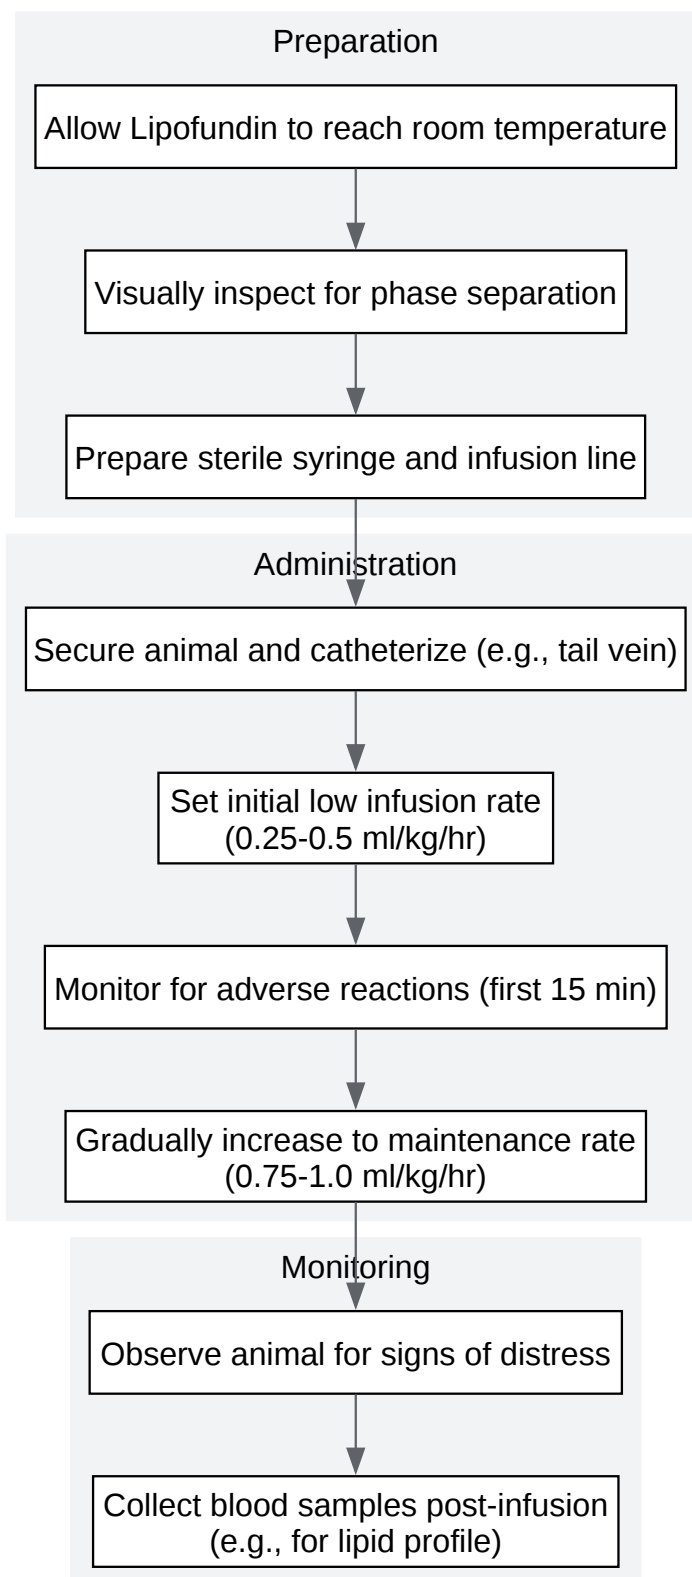 Preparation
Allow Lipofundin to reach room temperature
Visually inspect for phase separation
Prepare sterile syringe and infusion line
Administration
Secure animal and catheterize (e.g., tail vein)
Set initial low infusion rate
(0.25-0.5 ml/kg/hr)
Monitor for adverse reactions (first 15 min)
Gradually increase to maintenance rate
(0.75-1.0 ml/kg/hr)
Monitoring
Observe animal for signs of distress
Collect blood samples post-infusion
(e.g., for lipid profile)